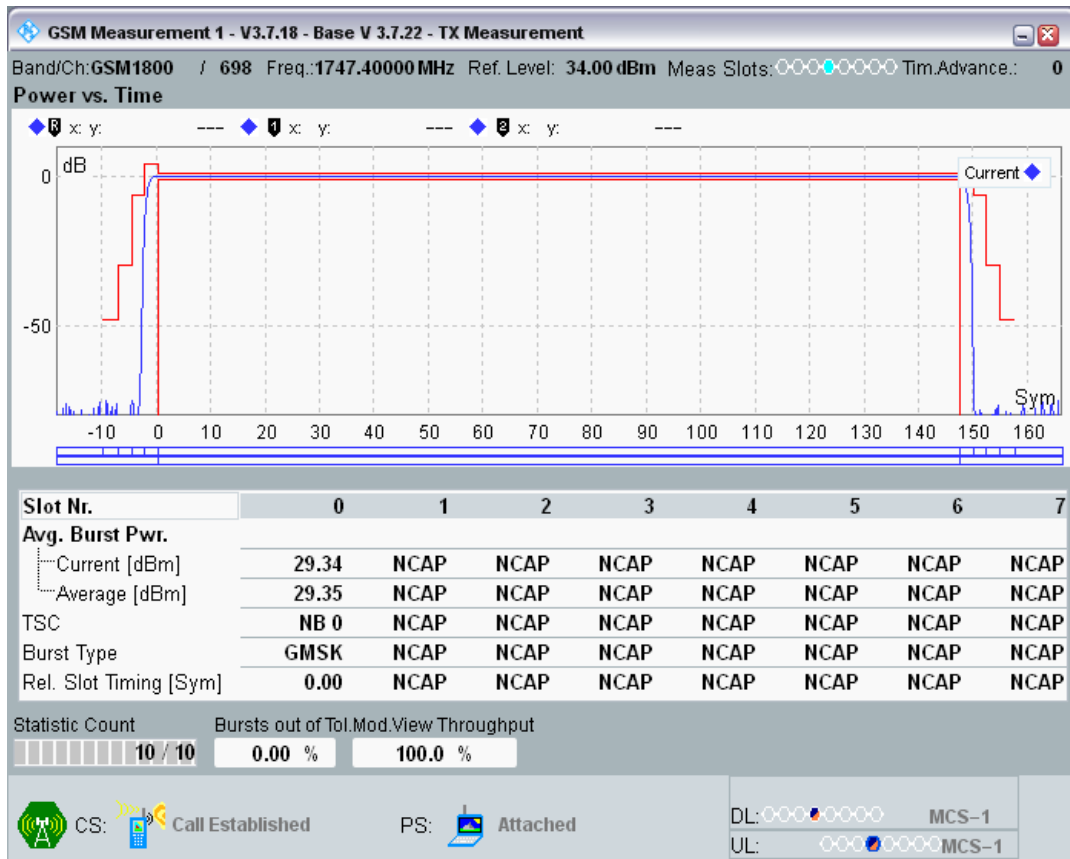 GSM Measurement 1 - V3.7.18 - Base V 3.7.22 - TX Measurement
Band/Ch:GSM1800 / 698 Freq.:1747.40000 MHz Ref. Level: 34.00 dBm Meas Slots: Tim.Advance.: 0
Power vs. Time
R x: y: --- 1 x: y: --- 2 x: y: ---
dB
Current
0
-50
Sym
-10 0 10 20 30 40 50 60 70 80 90 100 110 120 130 140 150 160
Slot Nr. 0 1 2 3 4 5 6 7
Avg. Burst Pwr.
Current [dBm] 29.34 NCAP NCAP NCAP NCAP NCAP NCAP NCAP
Average [dBm] 29.35 NCAP NCAP NCAP NCAP NCAP NCAP NCAP
TSC NB 0 NCAP NCAP NCAP NCAP NCAP NCAP NCAP
Burst Type GMSK NCAP NCAP NCAP NCAP NCAP NCAP NCAP
Rel. Slot Timing [Sym] 0.00 NCAP NCAP NCAP NCAP NCAP NCAP NCAP
Statistic Count Bursts out of Tol.Mod.View Throughput
10 / 10 0.00 % 100.0 %
CS: Call Established PS: Attached
DL: MCS-1
UL: MCS-1